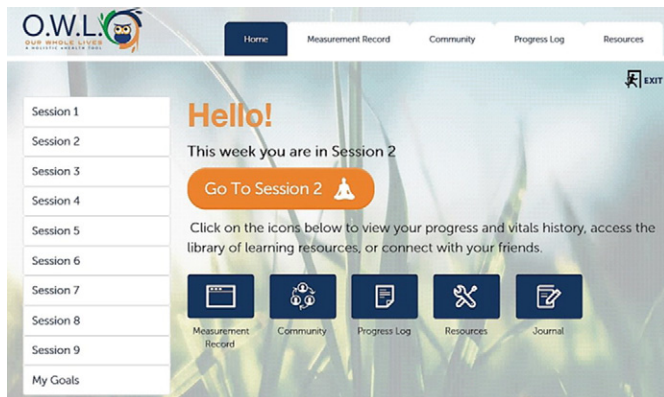 O.W.L.
OUR WHOLE LIVES
A HOLISTIC eHEALTH TOOL
Home
Measurement Record
Community
Progress Log
Resources
EXIT
Session 1
Session 2
Session 3
Session 4
Session 5
Session 6
Session 7
Session 8
Session 9
My Goals
Hello!
This week you are in Session 2
Go To Session 2
Click on the icons below to view your progress and vitals history, access the
library of learning resources, or connect with your friends.
Measurement
Record
Community
Progress Log
Resources
Journal